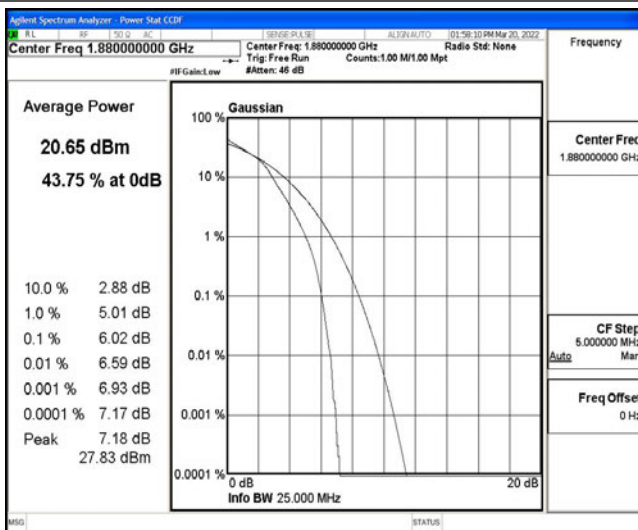 Agilent Spectrum Analyzer - Power Stat CCDF
RL RF 50 Ω AC SENSE:PULSE ALIGN AUTO 01:58:10 PM Mar 20, 2022
Center Freq 1.880000000 GHz
Center Freq: 1.880000000 GHz Radio Std: None
Trig: Free Run Counts:1.00 M/1.00 Mpt
#IFGain:Low #Atten: 46 dB
Frequency
Average Power
20.65 dBm
43.75 % at 0dB
10.0 % 2.88 dB
1.0 % 5.01 dB
0.1 % 6.02 dB
0.01 % 6.59 dB
0.001 % 6.93 dB
0.0001 % 7.17 dB
Peak 7.18 dB
27.83 dBm
Gaussian
100 %
10 %
1 %
0.1 %
0.01 %
0.001 %
0.0001 %
0 dB 20 dB
Info BW 25.000 MHz
Center Freq
1.880000000 GHz
CF Step
5.000000 MHz
Auto Man
Freq Offset
0 Hz
MSG STATUS